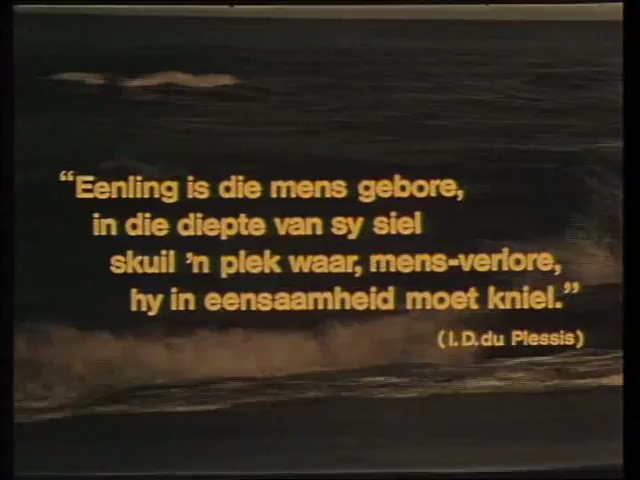 “Eenling is die mens gebore,
in die diepte van sy siel
skuil 'n plek waar, mens-verlore,
hy in eensaamheid moet kniel.”
(I.D.du Plessis)